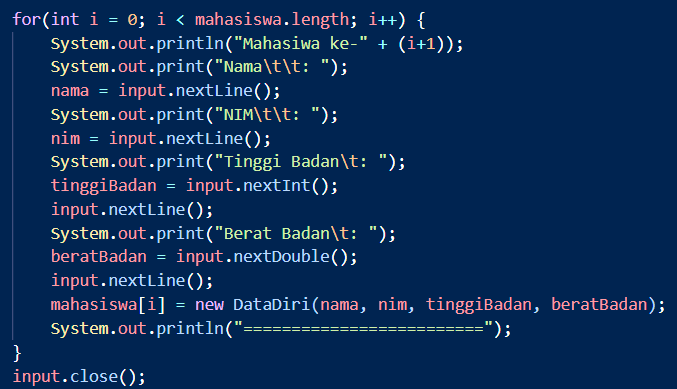 for(int i = 0; i < mahasiswa.length; i++) {
    System.out.println("Mahasiwa ke-" + (i+1));
    System.out.print("Nama\t\t: ");
    nama = input.nextLine();
    System.out.print("NIM\t\t: ");
    nim = input.nextLine();
    System.out.print("Tinggi Badan\t: ");
    tinggiBadan = input.nextInt();
    input.nextLine();
    System.out.print("Berat Badan\t: ");
    beratBadan = input.nextDouble();
    input.nextLine();
    mahasiswa[i] = new DataDiri(nama, nim, tinggiBadan, beratBadan);
    System.out.println("=========================");
}
input.close();